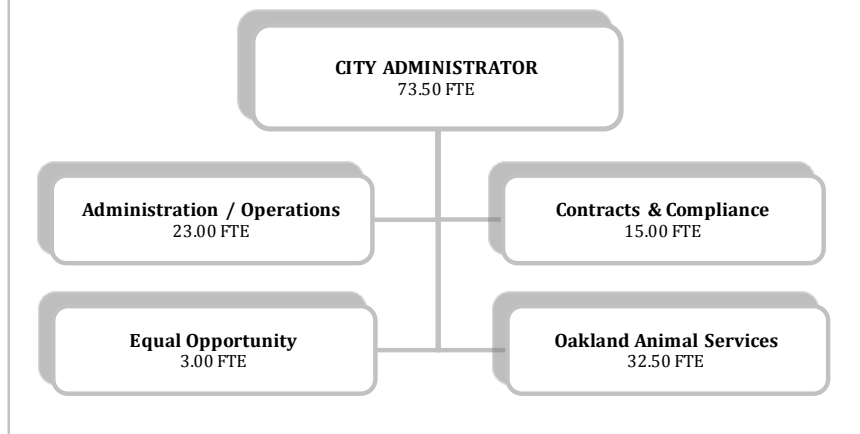 CITY ADMINISTRATOR
73.50 FTE
Administration / Operations
23.00 FTE
Contracts & Compliance
15.00 FTE
Equal Opportunity
3.00 FTE
Oakland Animal Services
32.50 FTE